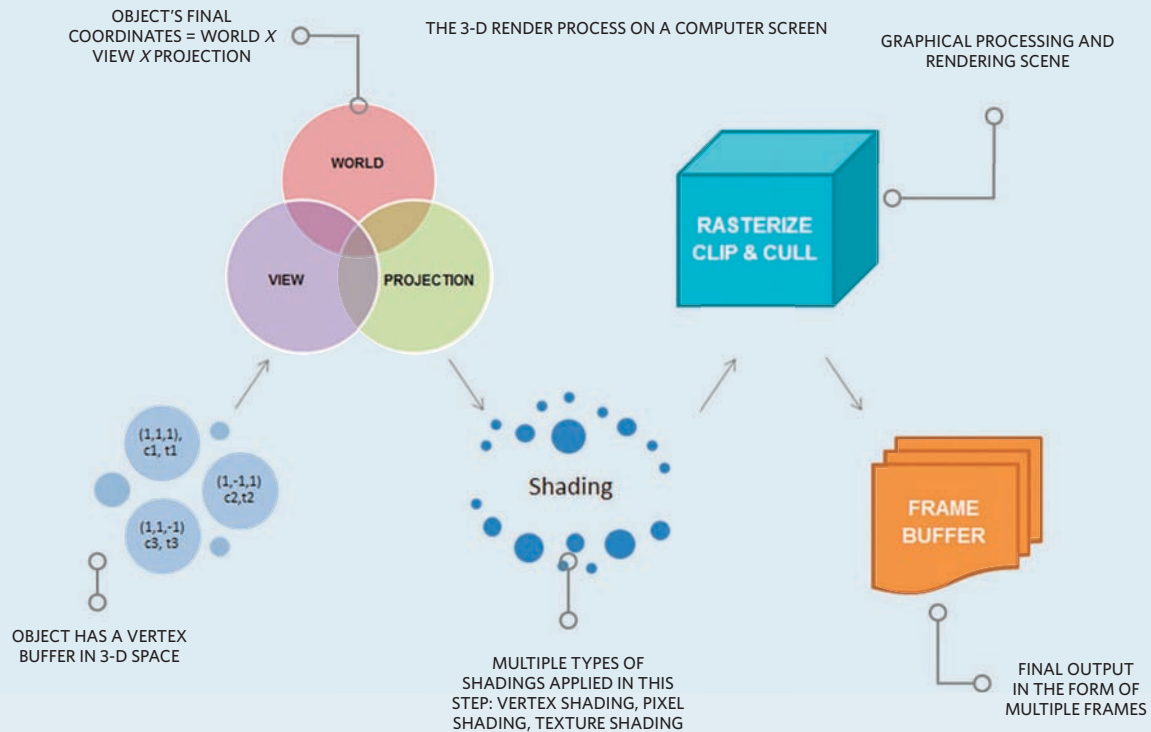 OBJECT'S FINAL
COORDINATES = WORLD X
VIEW X PROJECTION
THE 3-D RENDER PROCESS ON A COMPUTER SCREEN
GRAPHICAL PROCESSING AND
RENDERING SCENE
WORLD
VIEW
PROJECTION
RASTERIZE
CLIP & CULL
(1,1,1),
c1, t1
(1,-1,1)
c2,t2
(1,1,-1)
c3, t3
Shading
FRAME
BUFFER
OBJECT HAS A VERTEX
BUFFER IN 3-D SPACE
MULTIPLE TYPES OF
SHADINGS APPLIED IN THIS
STEP: VERTEX SHADING, PIXEL
SHADING, TEXTURE SHADING
FINAL OUTPUT
IN THE FORM OF
MULTIPLE FRAMES